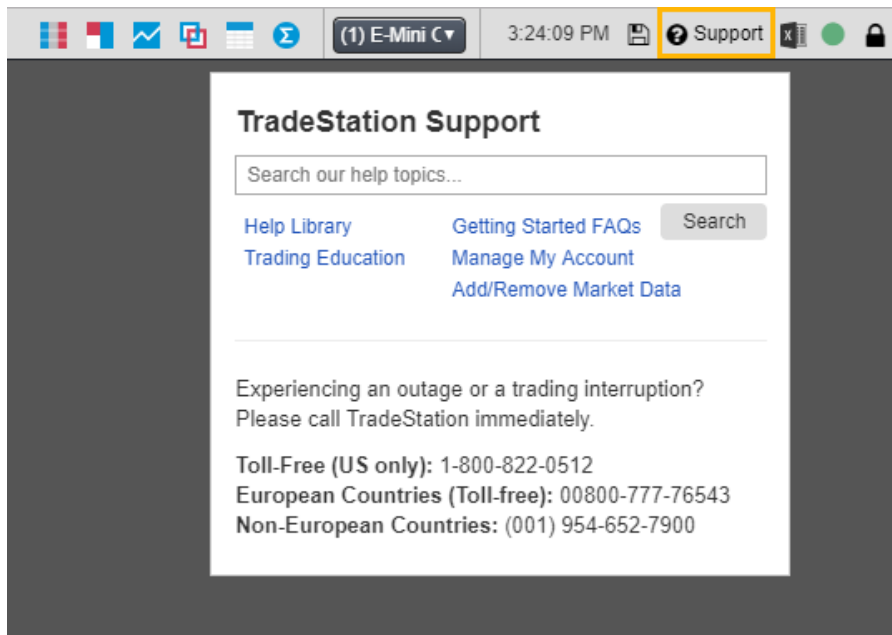 Σ (1) E-Mini C▾ 3:24:09 PM ? Support x
TradeStation Support
Search our help topics...
Help Library Getting Started FAQs Search
Trading Education Manage My Account
Add/Remove Market Data
Experiencing an outage or a trading interruption?
Please call TradeStation immediately.
Toll-Free (US only): 1-800-822-0512
European Countries (Toll-free): 00800-777-76543
Non-European Countries: (001) 954-652-7900